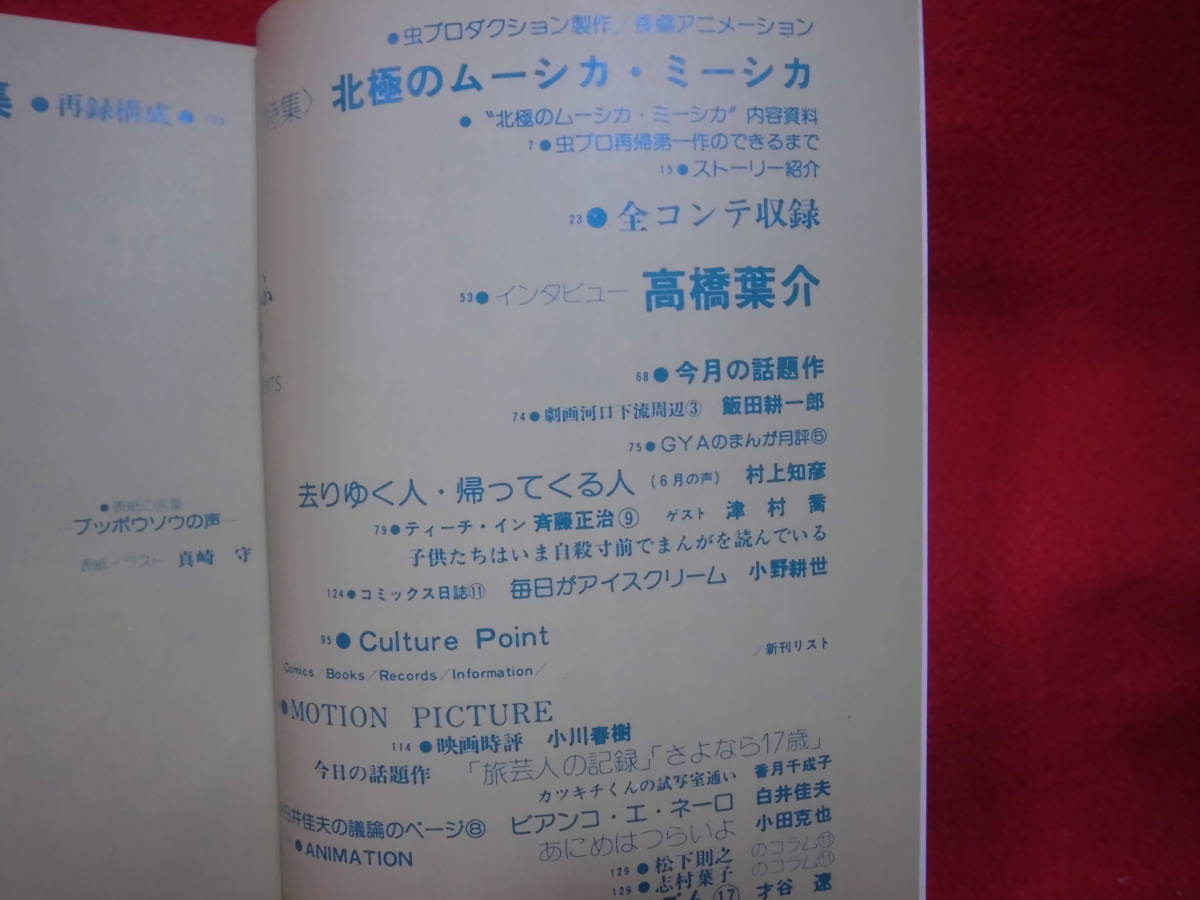 集 ●再録構成●
●表紙の言葉
―ブッポウソウの声―
表紙イラスト 真崎 守
●虫プロダクション製作/アニメーション
特集〉 北極のムーシカ・ミーシカ
●〝北極のムーシカ・ミーシカ〟内容資料
7●虫プロ再帰第一作のできるまで
15●ストーリー紹介
23●全コンテ収録
53●インタビュー 高橋葉介
68●今月の話題作
74●劇画河口下流周辺③ 飯田耕一郎
75●GYAのまんが月評⑤
去りゆく人・帰ってくる人(6月の声) 村上知彦
79●ティーチ・イン 斉藤正治⑨ ゲスト 津村 喬
子供たちはいま自殺寸前でまんがを読んでいる
124●コミックス日誌⑪ 毎日がアイスクリーム 小野耕世
95●Culture Point
Comics/Books/Records/Information/ /新刊リスト
●MOTION PICTURE
114●映画時評 小川春樹
今日の話題作 「旅芸人の記録」「さよなら17歳」
カツキチくんの試写室通い 香月千成子
白井佳夫の議論のページ⑧ ビアンコ・エ・ネーロ 白井佳夫
あにめはつらいよ 小田克也
●ANIMATION
129●松下則之のコラム⑪
129●志村葉子のコラム⑪
⑰ 才谷 遼